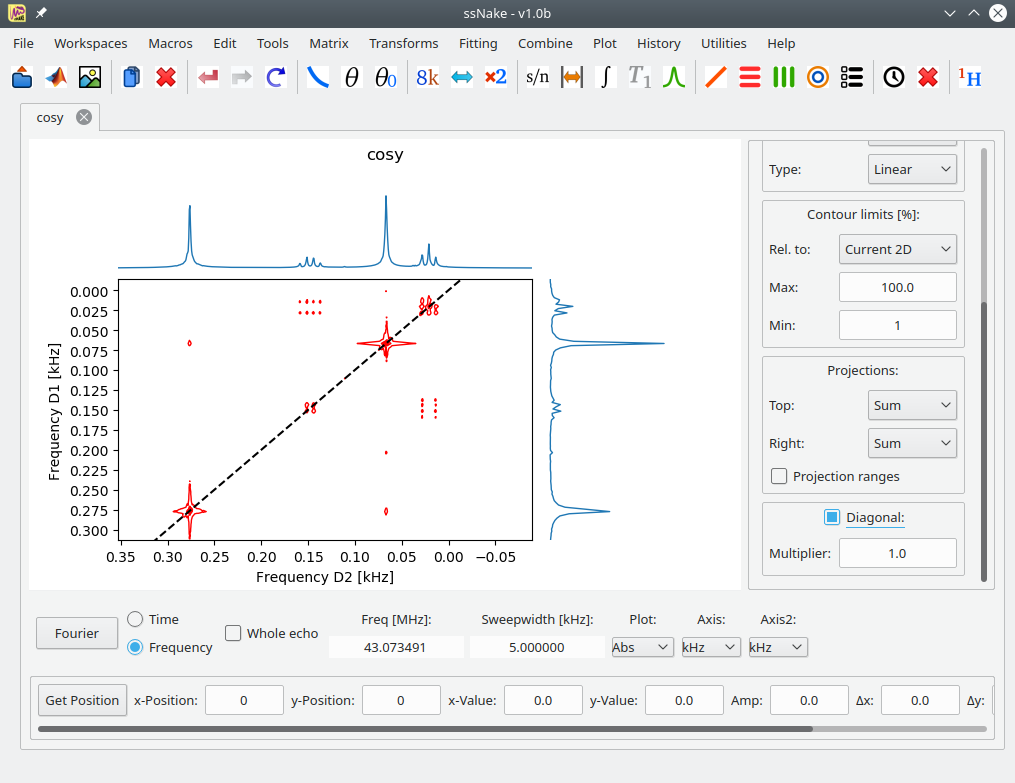 ssNake - v1.0b
File Workspaces Macros Edit Tools Matrix Transforms Fitting Combine Plot History Utilities Help
θ θ0 8k ×2 s/n ∫ T1 1H
cosy
cosy
0.000
0.025
0.050
0.075
0.100
0.125
0.150
0.175
0.200
0.225
0.250
0.275
0.300
Frequency D1 [kHz]
0.35 0.30 0.25 0.20 0.15 0.10 0.05 0.00 −0.05
Frequency D2 [kHz]
Type: Linear
Contour limits [%]:
Rel. to: Current 2D
Max: 100.0
Min: 1
Projections:
Top: Sum
Right: Sum
Projection ranges
Diagonal:
Multiplier: 1.0
Fourier
Time
Frequency
Whole echo
Freq [MHz]: Sweepwidth [kHz]: Plot: Axis: Axis2:
43.073491 5.000000 Abs kHz kHz
Get Position x-Position: 0 y-Position: 0 x-Value: 0.0 y-Value: 0.0 Amp: 0.0 Δx: 0.0 Δy: